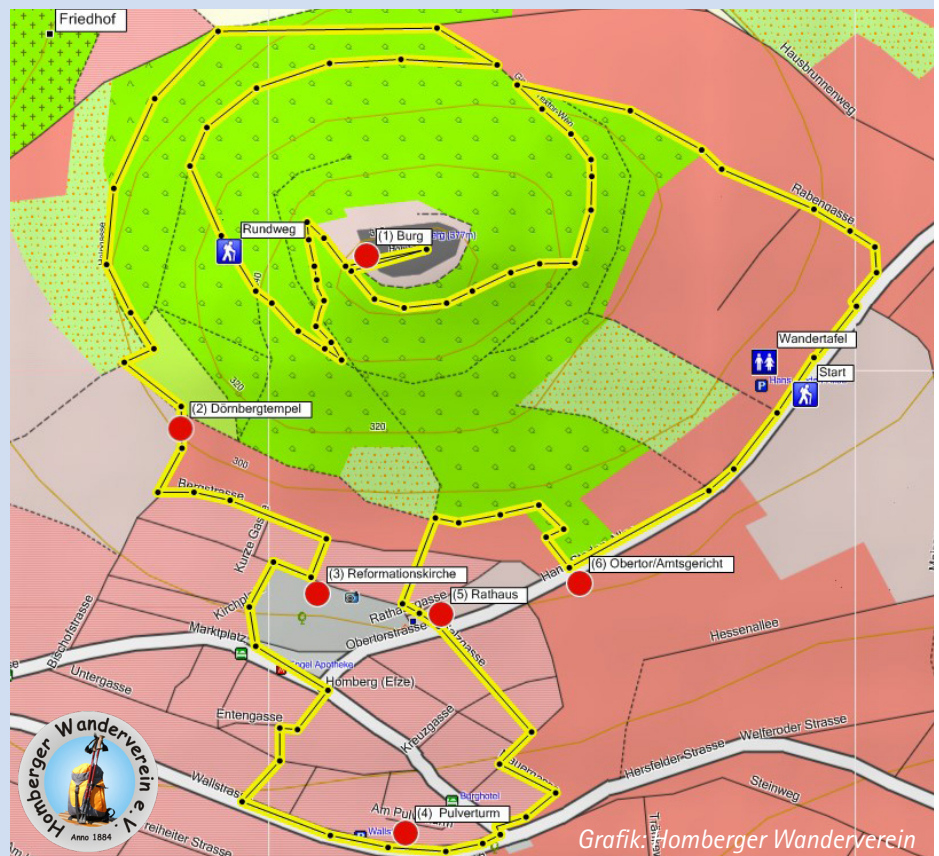 Friedhof
Hausbrunnenweg
Rabengasse
Rundweg
(1) Burg
Wandertafel
Start
(2) Dörnbergtempel
320
320
300
Bergstrasse
Kurze Gasse
(3) Reformationskirche
(5) Rathaus
(6) Obertor/Amtsgericht
Marktplatz
Obertorstrasse
Bischofstrasse
Untergasse
Entengasse
Homberg (Efze)
Kreuzgasse
Hessenallee
Hersfelder Strasse
Welferoder Strasse
Steinweg
Burghotel
(4) Pulverturm
Homberger Wanderverein e.V.
Anno 1884
Grafik: Homberger Wanderverein